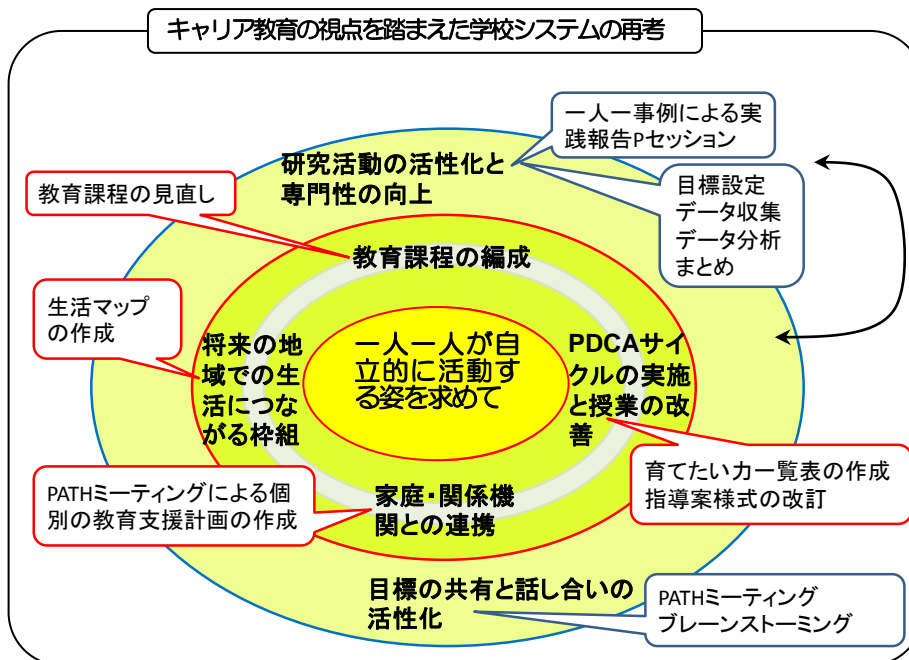 キャリア教育の視点を踏まえた学校システムの再考
一人一事例による実
践報告Pセッション
研究活動の活性化と
専門性の向上
目標設定
データ収集
データ分析
まとめ
教育課程の見直し
教育課程の編成
生活マップ
の作成
将来の地
域での生
活につな
がる枠組
一人一人が自
立的に活動す
る姿を求めて
PDCAサイ
クルの実施
と授業の改
善
育てたい力一覧表の作成
指導案様式の改訂
PATHミーティングによる個
別の教育支援計画の作成
家庭・関係機
関との連携
目標の共有と話し合いの
活性化
PATHミーティング
ブレーンストーミング